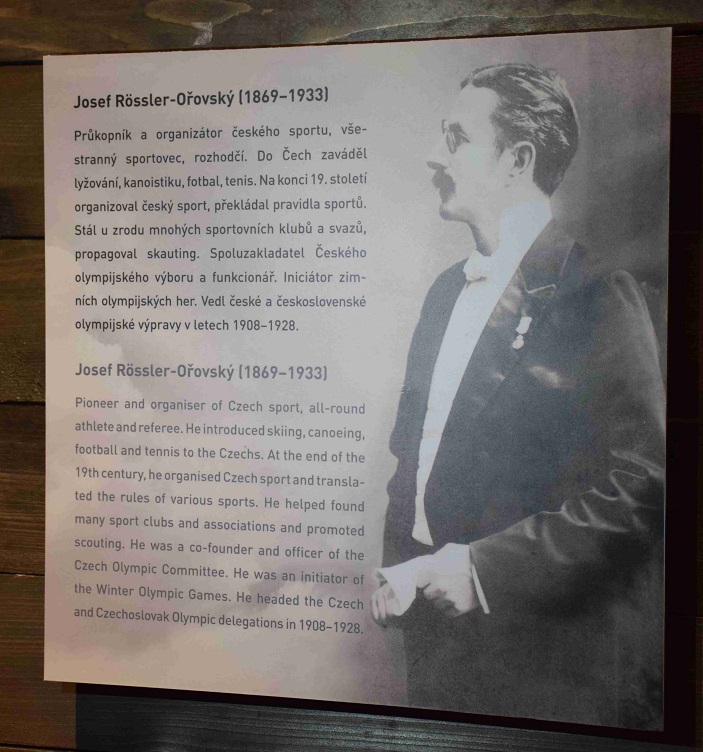 Josef Rössler-Ořovský (1869–1933)
Průkopník a organizátor českého sportu, vše-
stranný sportovec, rozhodčí. Do Čech zaváděl
lyžování, kanoistiku, fotbal, tenis. Na konci 19. století
organizoval český sport, překládal pravidla sportů.
Stál u zrodu mnohých sportovních klubů a svazů,
propagoval skauting. Spoluzakladatel Českého
olympijského výboru a funkcionář. Iniciátor zim-
ních olympijských her. Vedl české a československé
olympijské výpravy v letech 1908–1928.
Josef Rössler-Ořovský (1869–1933)
Pioneer and organiser of Czech sport, all-round
athlete and referee. He introduced skiing, canoeing,
football and tennis to the Czechs. At the end of the
19th century, he organised Czech sport and transla-
ted the rules of various sports. He helped found
many sport clubs and associations and promoted
scouting. He was a co-founder and officer of the
Czech Olympic Committee. He was an initiator of
the Winter Olympic Games. He headed the Czech
and Czechoslovak Olympic delegations in 1908–1928.